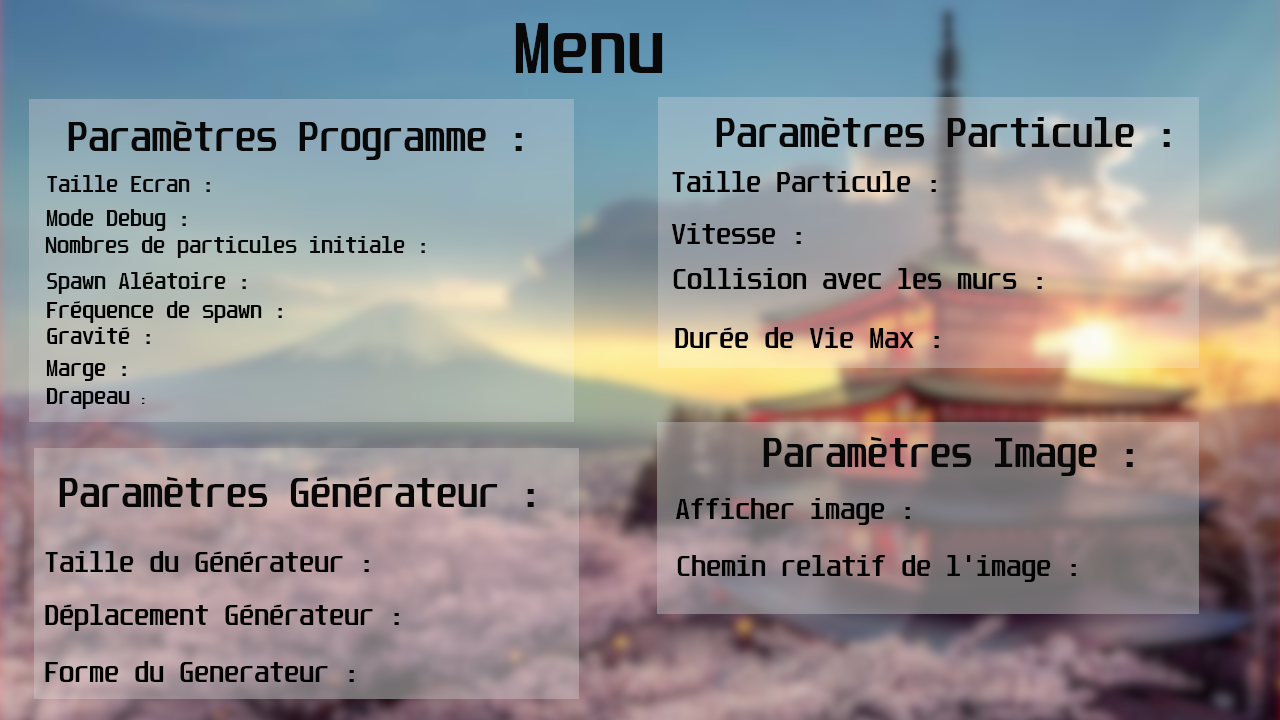 Menu
Paramètres Programme :
Taille Ecran :
Mode Debug :
Nombres de particules initiale :
Spawn Aléatoire :
Fréquence de spawn :
Gravité :
Marge :
Drapeau :
Paramètres Particule :
Taille Particule :
Vitesse :
Collision avec les murs :
Durée de Vie Max :
Paramètres Générateur :
Taille du Générateur :
Déplacement Générateur :
Forme du Generateur :
Paramètres Image :
Afficher image :
Chemin relatif de l'image :